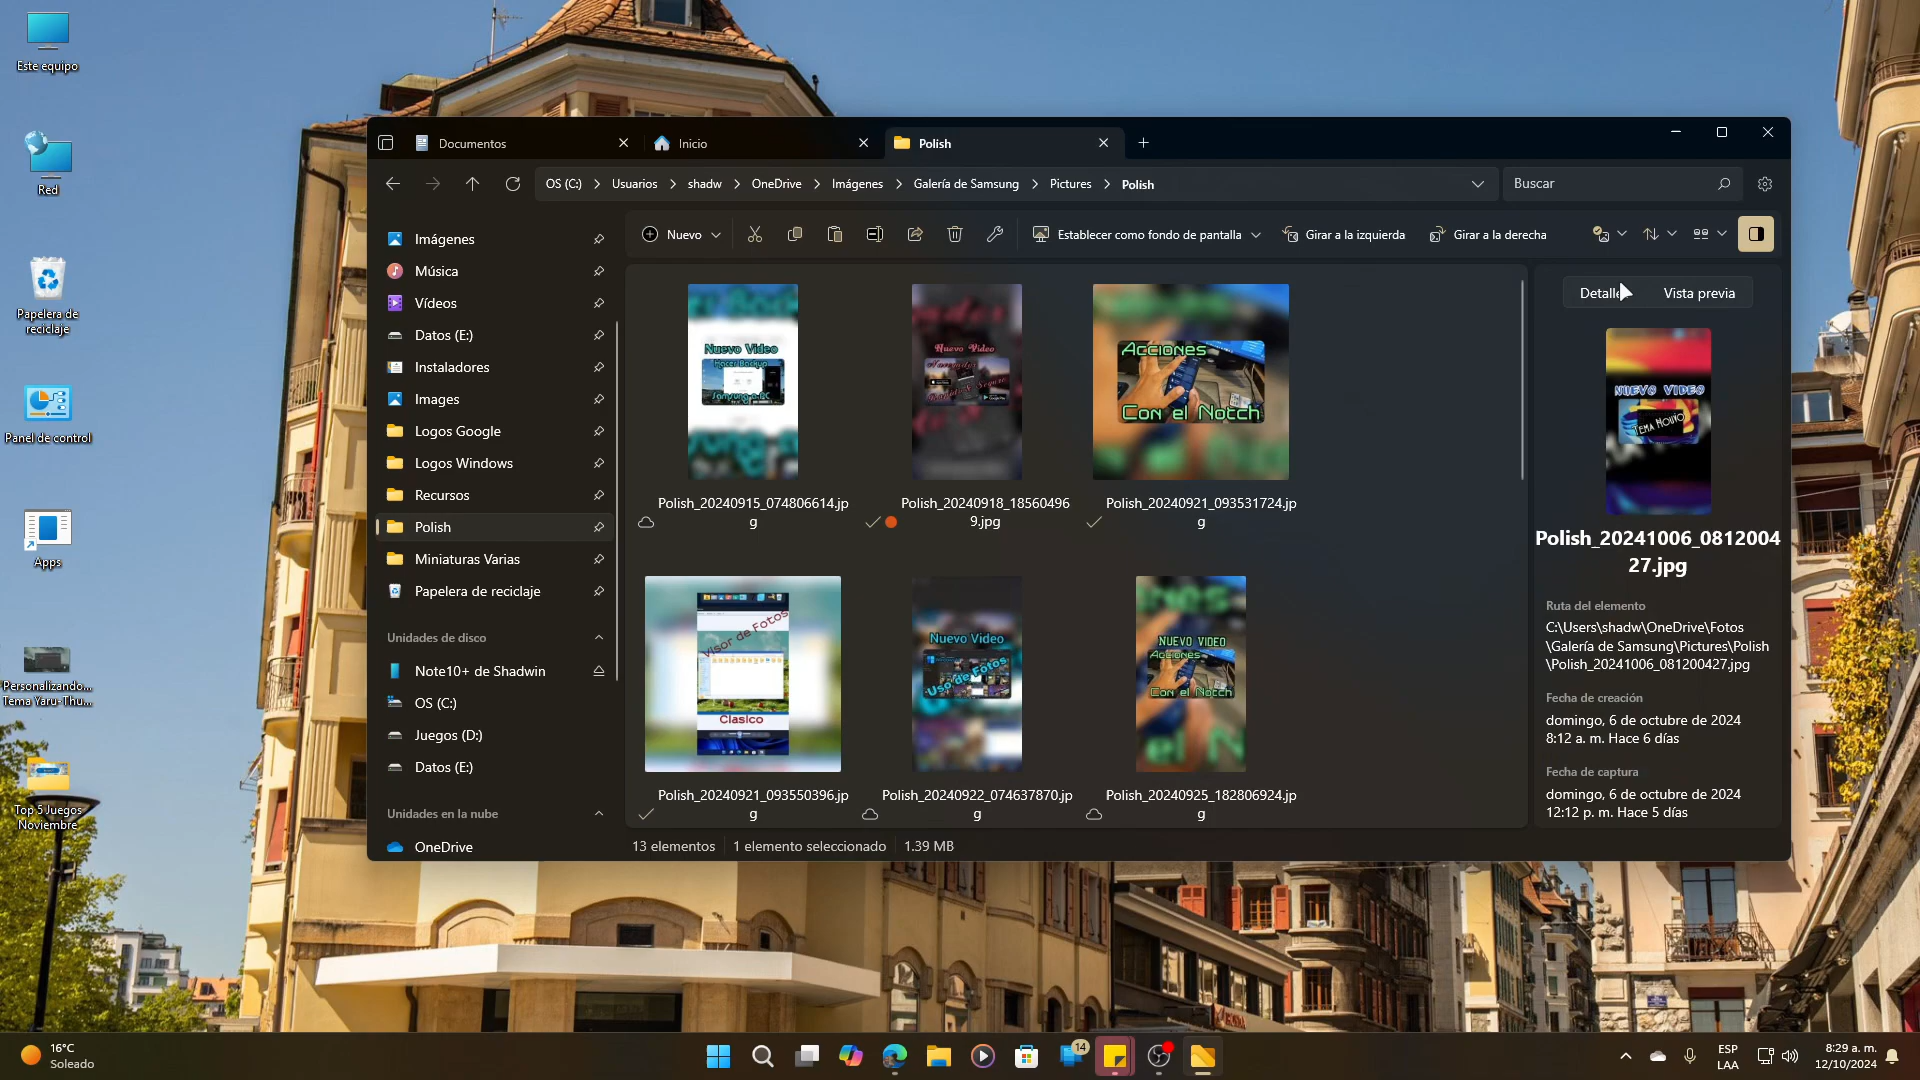 Este equipo
Red
Papelera de
reciclaje
Panel de control
Apps
Personalizando...
Tema Yaru-Thu...
Top 5 Juegos
Noviembre
Documentos
Inicio
Polish
OS (C:)
Usuarios
shadw
OneDrive
Imágenes
Galería de Samsung
Pictures
Polish
Buscar
Nuevo
Establecer como fondo de pantalla
Girar a la izquierda
Girar a la derecha
Imágenes
Música
Vídeos
Datos (E:)
Instaladores
Images
Logos Google
Logos Windows
Recursos
Polish
Miniaturas Varias
Papelera de reciclaje
Unidades de disco
Note10+ de Shadwin
OS (C:)
Juegos (D:)
Datos (E:)
Unidades en la nube
OneDrive
Nuevo Video
Hacer Backup
Samsung a PC
Polish_20240915_074806614.jp
g
Nuevo Video
Polish_20240918_18560496
9.jpg
Acciones
Con el Notch
Polish_20240921_093531724.jp
g
Visor de Fotos
Clasico
Polish_20240921_093550396.jp
g
Nuevo Video
Uso de Fotos
Polish_20240922_074637870.jp
g
NUEVO VIDEO
Acciones
Con el Notch
Polish_20240925_182806924.jp
g
13 elementos
1 elemento seleccionado
1.39 MB
Vista previa
NUEVO VIDEO
Polish_20241006_0812004
27.jpg
Ruta del elemento
C:\Users\shadw\OneDrive\Fotos
\Galería de Samsung\Pictures\Polish
\Polish_20241006_081200427.jpg
Fecha de creación
domingo, 6 de octubre de 2024
8:12 a. m. Hace 6 días
Fecha de captura
domingo, 6 de octubre de 2024
12:12 p. m. Hace 5 días
16°C
Soleado
14
ESP
LAA
8:29 a. m.
12/10/2024